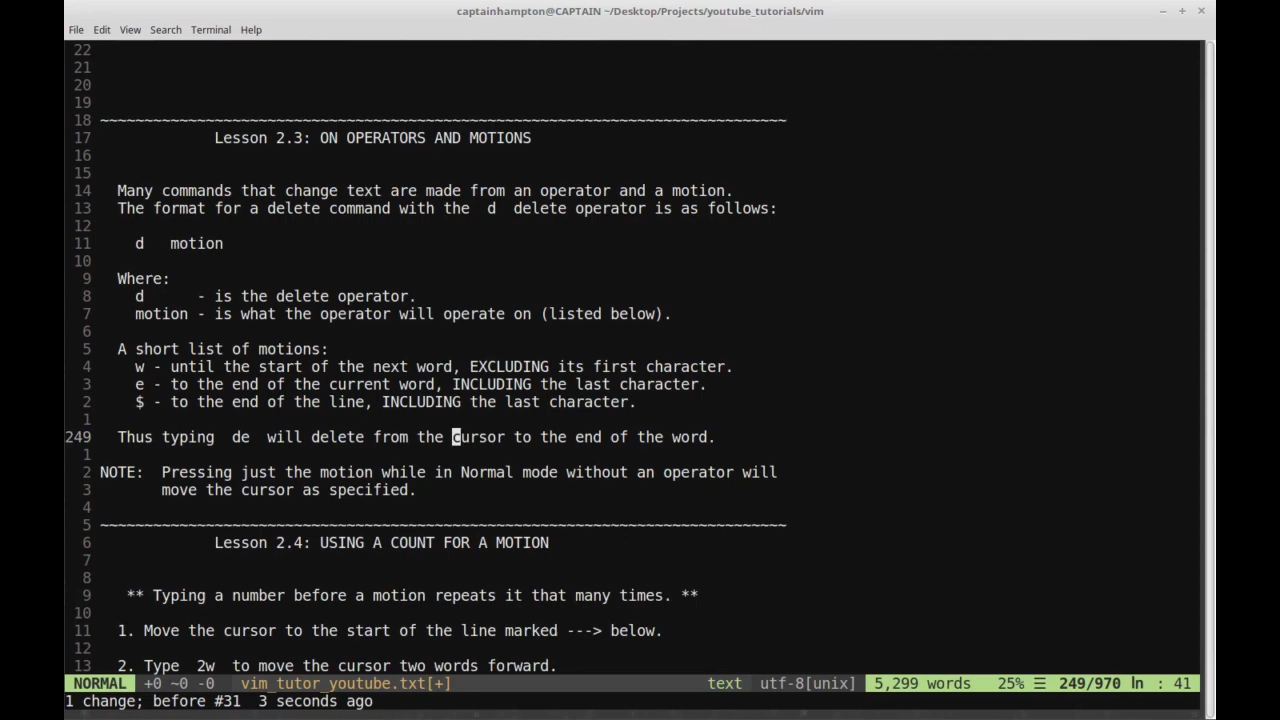 captainhampton@CAPTAIN ~/Desktop/Projects/youtube_tutorials/vim
File Edit View Search Terminal Help
22
21
20
19
18 ~~~~~~~~~~~~~~~~~~~~~~~~~~~~~~~~~~~~~~~~~~~~~~~~~~~~~~~~~~~~~~~~~~~~~~~~~~~~~~
17 Lesson 2.3: ON OPERATORS AND MOTIONS
16
15
14 Many commands that change text are made from an operator and a motion.
13 The format for a delete command with the  d  delete operator is as follows:
12
11 d   motion
10
9 Where:
8 d      - is the delete operator.
7 motion - is what the operator will operate on (listed below).
6
5 A short list of motions:
4 w - until the start of the next word, EXCLUDING its first character.
3 e - to the end of the current word, INCLUDING the last character.
2 $ - to the end of the line, INCLUDING the last character.
1
249 Thus typing  de  will delete from the cursor to the end of the word.
1
2 NOTE:  Pressing just the motion while in Normal mode without an operator will
3 move the cursor as specified.
4
5 ~~~~~~~~~~~~~~~~~~~~~~~~~~~~~~~~~~~~~~~~~~~~~~~~~~~~~~~~~~~~~~~~~~~~~~~~~~~~~~
6 Lesson 2.4: USING A COUNT FOR A MOTION
7
8
9 ** Typing a number before a motion repeats it that many times. **
10
11 1. Move the cursor to the start of the line marked ---> below.
12
13 2. Type  2w  to move the cursor two words forward.
NORMAL +0 ~0 -0 vim_tutor_youtube.txt[+] text utf-8[unix] 5,299 words 25% ☰ 249/970 ln : 41
1 change; before #31  3 seconds ago